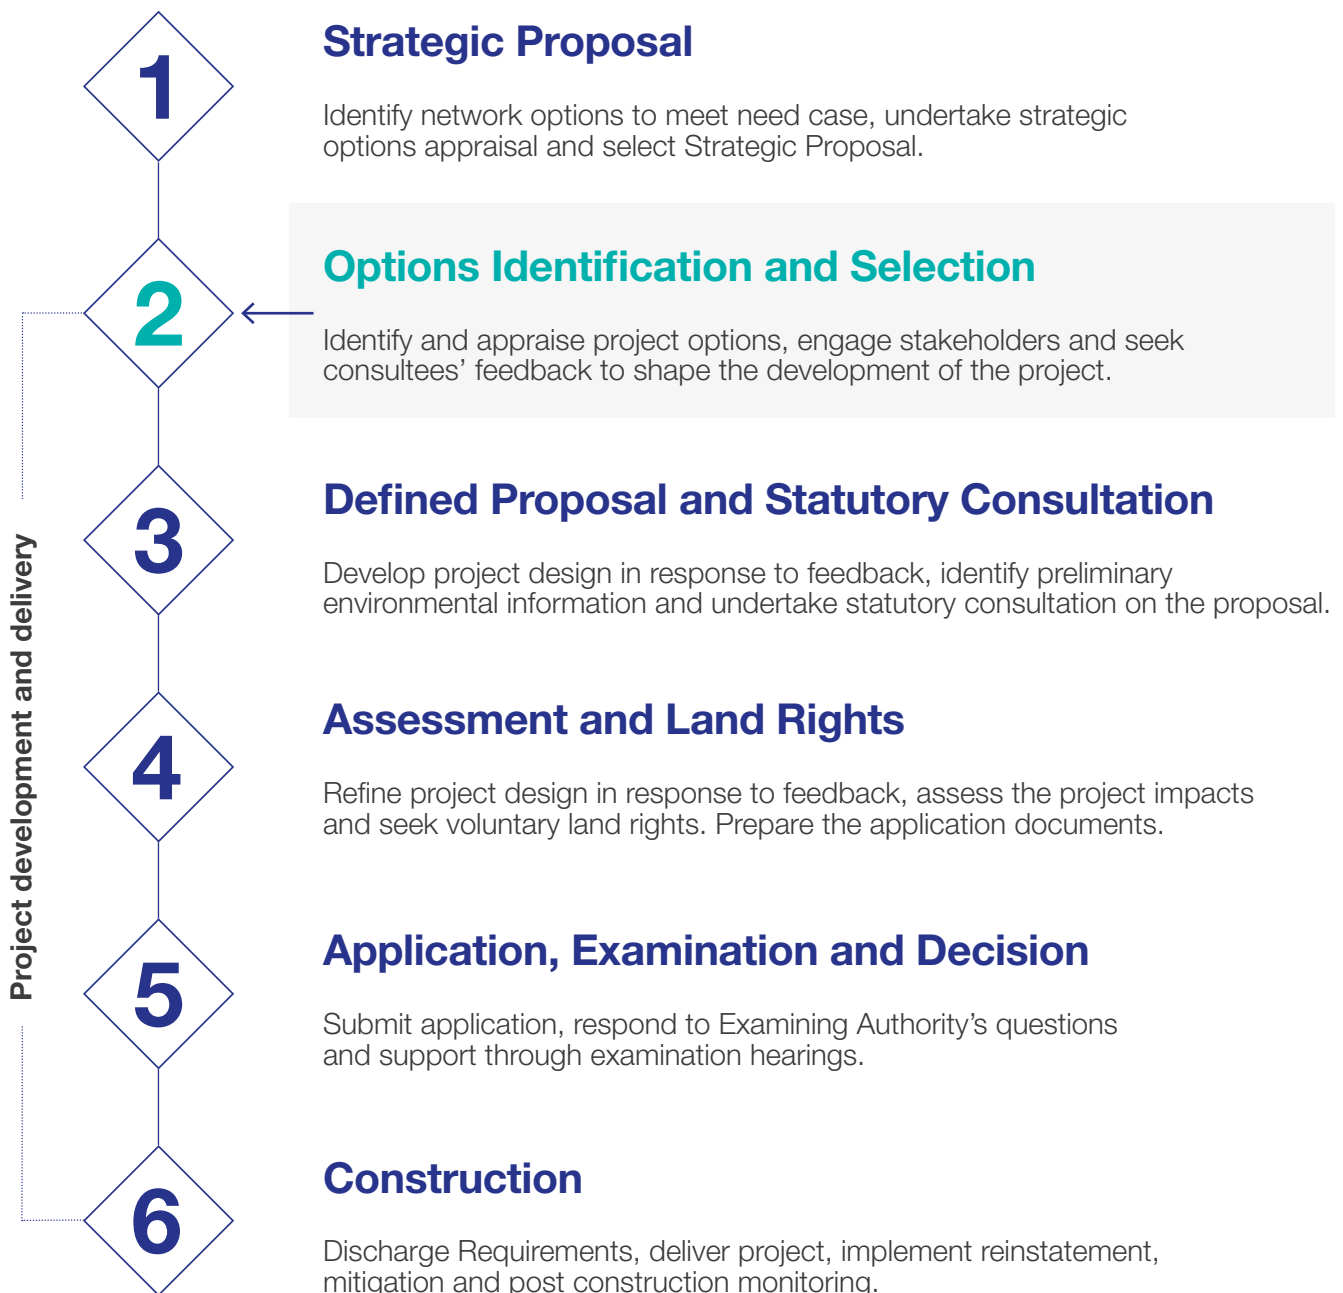 1
Strategic Proposal
Identify network options to meet need case, undertake strategic
options appraisal and select Strategic Proposal.
2
Options Identification and Selection
Identify and appraise project options, engage stakeholders and seek
consultees’ feedback to shape the development of the project.
3
Defined Proposal and Statutory Consultation
Develop project design in response to feedback, identify preliminary
environmental information and undertake statutory consultation on the proposal.
4
Assessment and Land Rights
Refine project design in response to feedback, assess the project impacts
and seek voluntary land rights. Prepare the application documents.
5
Application, Examination and Decision
Submit application, respond to Examining Authority’s questions
and support through examination hearings.
6
Construction
Discharge Requirements, deliver project, implement reinstatement,
mitigation and post construction monitoring.
Project development and delivery